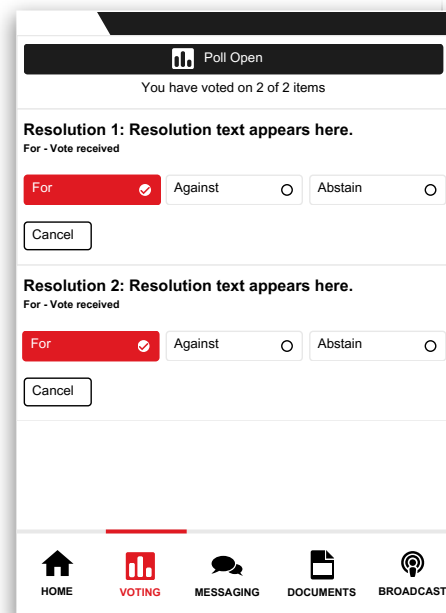 Poll Open
You have voted on 2 of 2 items
Resolution 1: Resolution text appears here.
For - Vote received
For Against Abstain
Cancel
Resolution 2: Resolution text appears here.
For - Vote received
For Against Abstain
Cancel
HOME VOTING MESSAGING DOCUMENTS BROADCAST